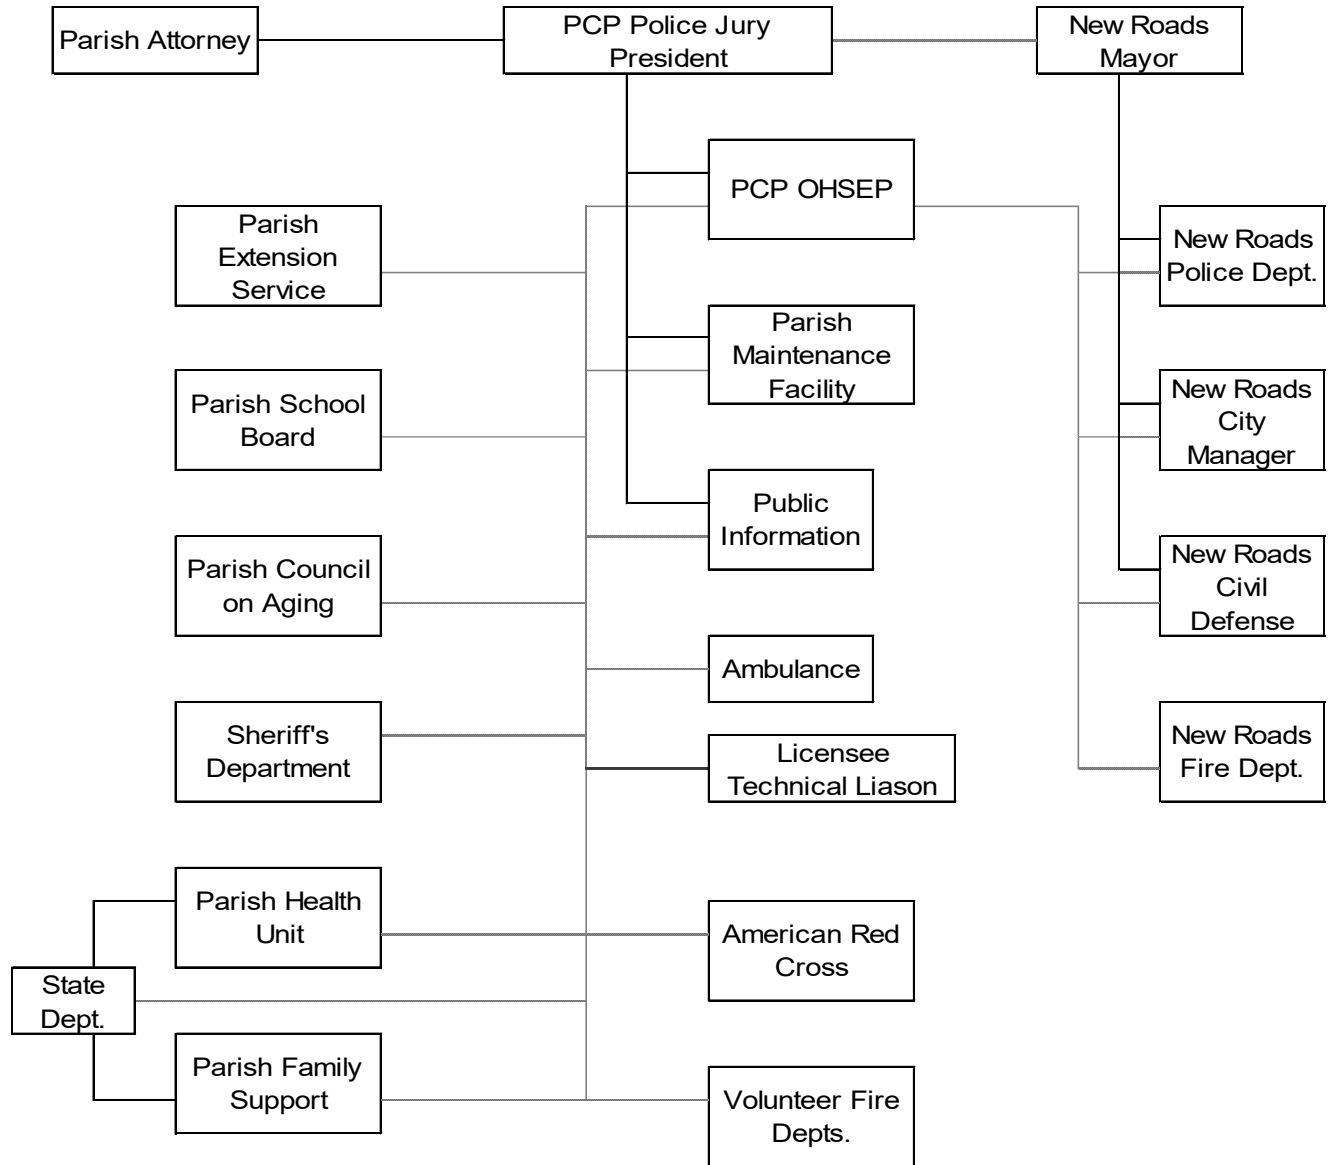 Parish Attorney
PCP Police Jury
President
New Roads
Mayor
PCP OHSEP
Parish
Extension
Service
New Roads
Police Dept.
Parish
Maintenance
Facility
Parish School
Board
New Roads
City
Manager
Public
Information
Parish Council
on Aging
New Roads
Civil
Defense
Ambulance
Sheriff's
Department
Licensee
Technical Liason
New Roads
Fire Dept.
Parish Health
Unit
American Red
Cross
State
Dept.
Parish Family
Support
Volunteer Fire
Depts.